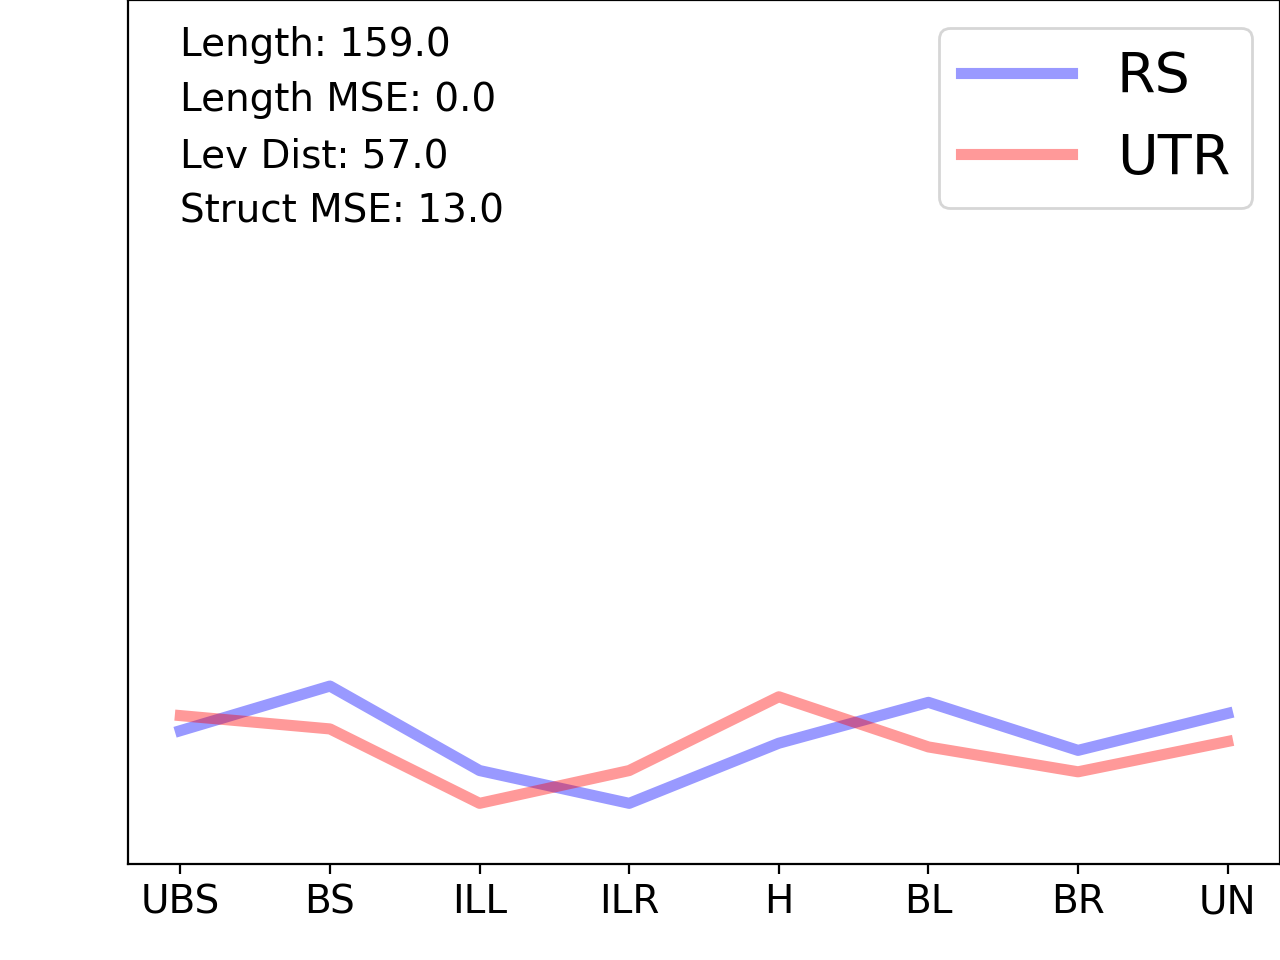 Length: 159.0
Length MSE: 0.0
Lev Dist: 57.0
Struct MSE: 13.0
RS
UTR
UBS BS ILL ILR H BL BR UN